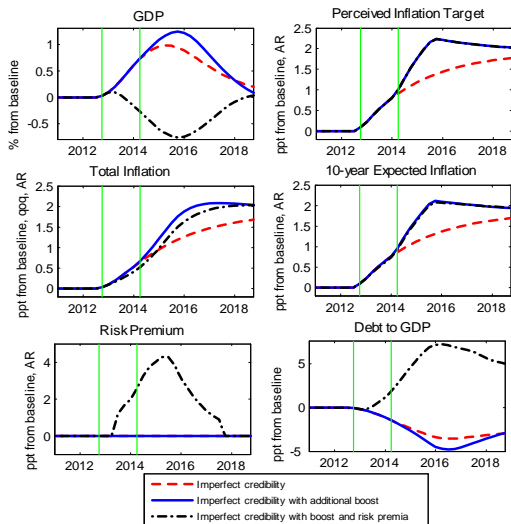 GDP
Perceived Inflation Target
% from baseline
1
0.5
0
-0.5
2012 2014 2016 2018
ppt from baseline, AR
2.5
2
1.5
1
0.5
0
2012 2014 2016 2018
Total Inflation
10-year Expected Inflation
ppt from baseline, qoq, AR
2.5
2
1.5
1
0.5
0
2012 2014 2016 2018
ppt from baseline, AR
2.5
2
1.5
1
0.5
0
2012 2014 2016 2018
Risk Premium
Debt to GDP
ppt from baseline, AR
4
2
0
2012 2014 2016 2018
ppt from baseline
5
0
-5
2012 2014 2016 2018
Imperfect credibility
Imperfect credibility with additional boost
Imperfect credibility with boost and risk premia